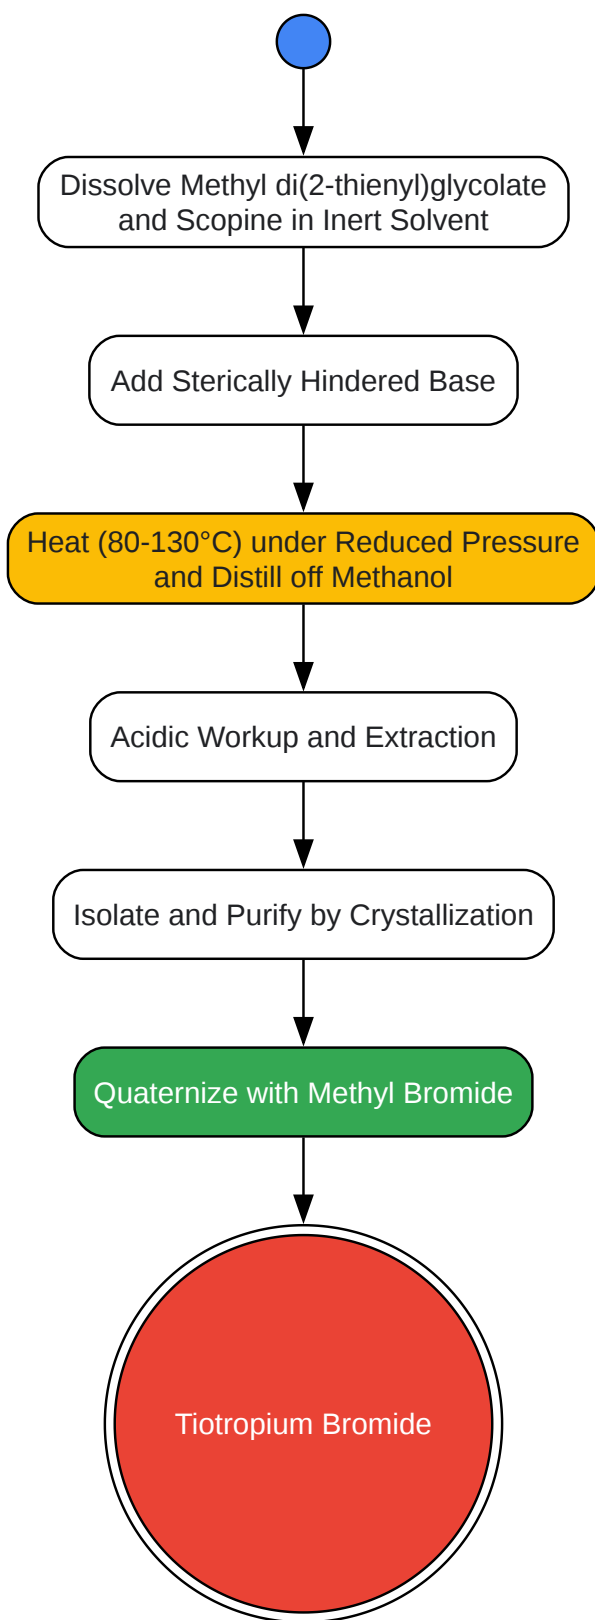 Dissolve Methyl di(2-thienyl)glycolate
and Scopine in Inert Solvent
Add Sterically Hindered Base
Heat (80-130°C) under Reduced Pressure
and Distill off Methanol
Acidic Workup and Extraction
Isolate and Purify by Crystallization
Quaternize with Methyl Bromide
Tiotropium Bromide